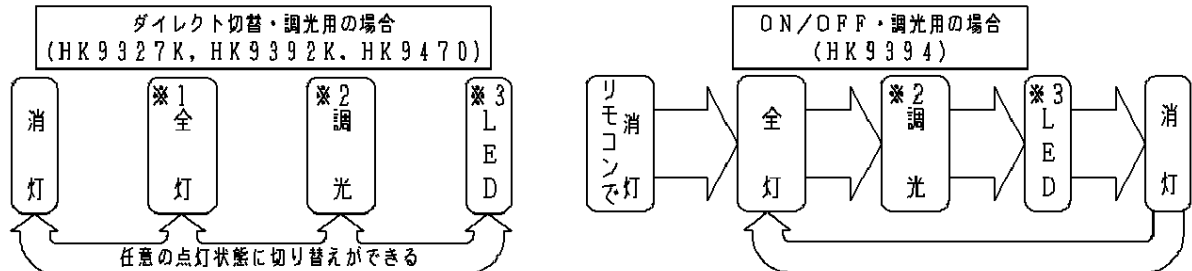 ダイレクト切替・調光用の場合
(HK9327K, HK9392K, HK9470)
消灯
※1
全灯
※2
調光
※3
LED
任意の点灯状態に切り替えができる
ON/OFF・調光用の場合
(HK9394)
リモコンで
消灯
全灯
※2
調光
※3
LED
消灯